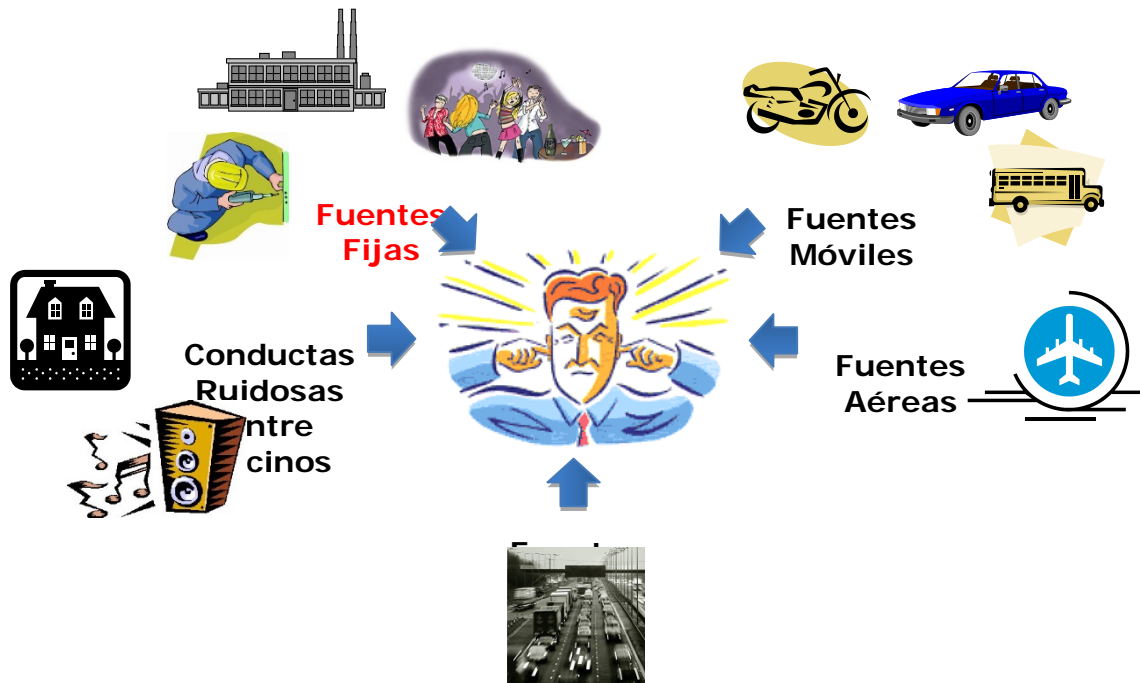 Fuentes
Fijas
Fuentes
Móviles
Conductas
Ruidosas
Fuentes
Aéreas